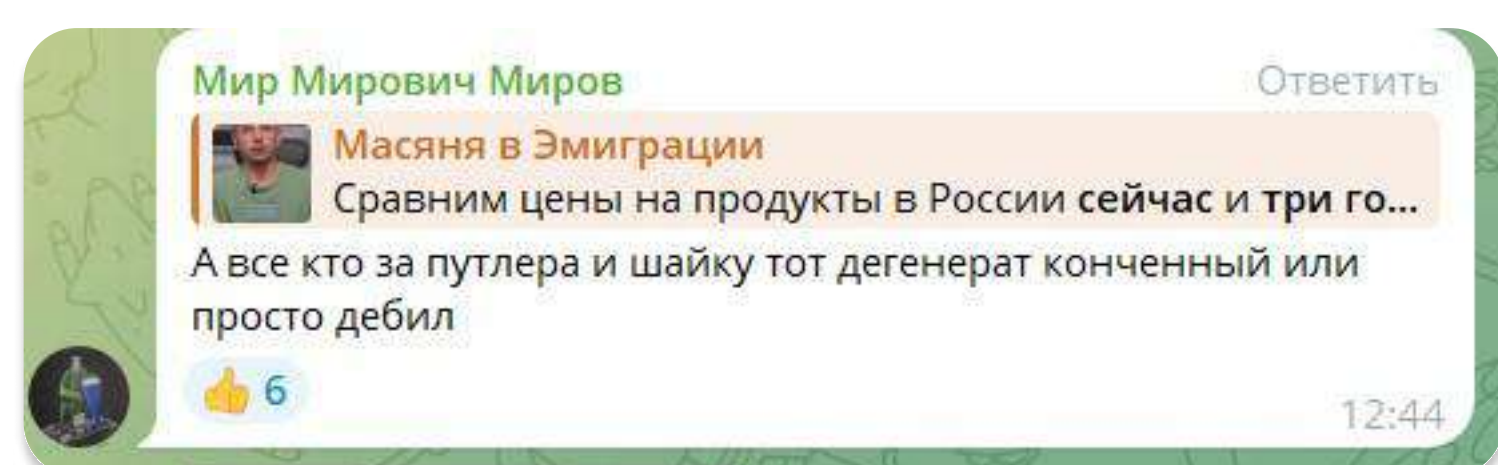 Мир Мирович Миров
Ответить
Масяня в Эмиграции
Сравним цены на продукты в России сейчас и три го...
А все кто за путлера и шайку тот дегенерат конченный или
просто дебил
👍 6
12:44